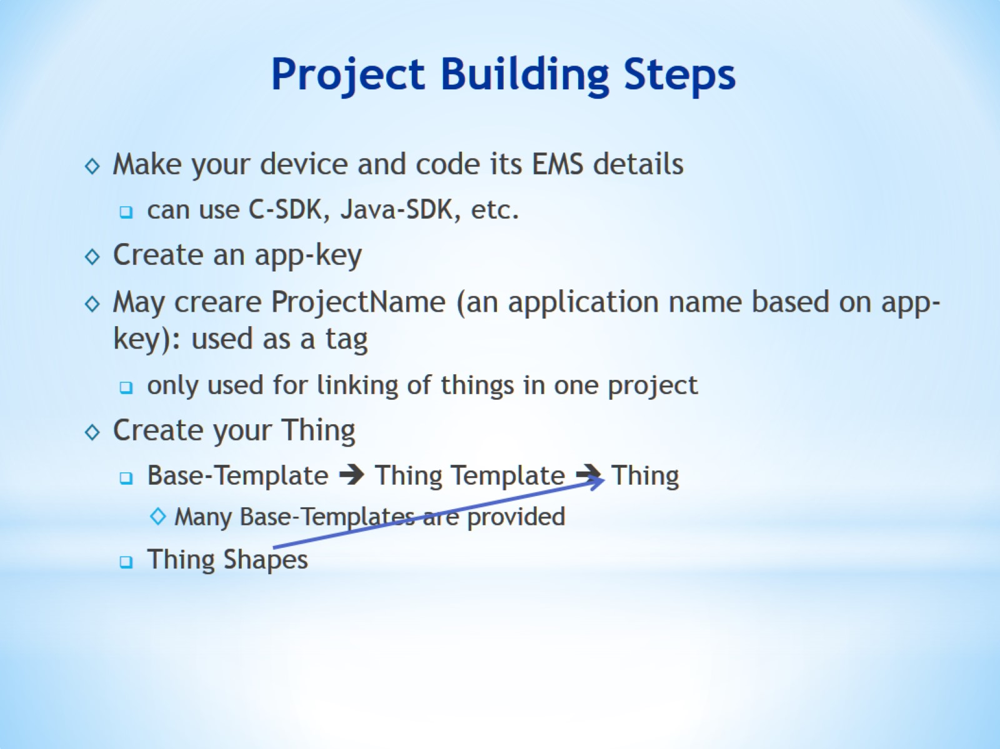 Project Building Steps
Make your device and code its EMS details
can use C-SDK, Java-SDK, etc.
Create an app-key
May creare ProjectName (an application name based on app-
key): used as a tag
only used for linking of things in one project
Create your Thing
Base-Template ➔ Thing Template ➔ Thing
Many Base-Templates are provided
Thing Shapes